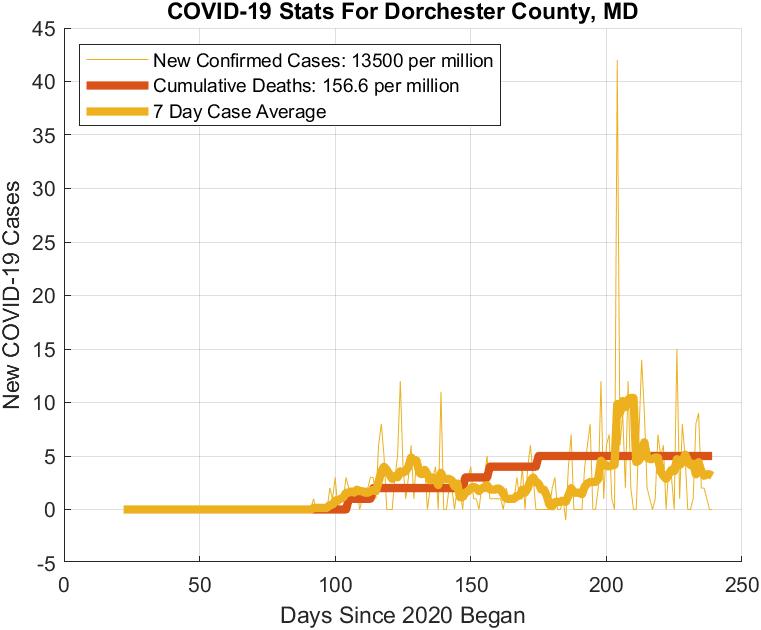 COVID-19 Stats For Dorchester County, MD
New Confirmed Cases: 13500 per million
Cumulative Deaths: 156.6 per million
7 Day Case Average
New COVID-19 Cases
45
40
35
30
25
20
15
10
5
0
-5
0 50 100 150 200 250
Days Since 2020 Began